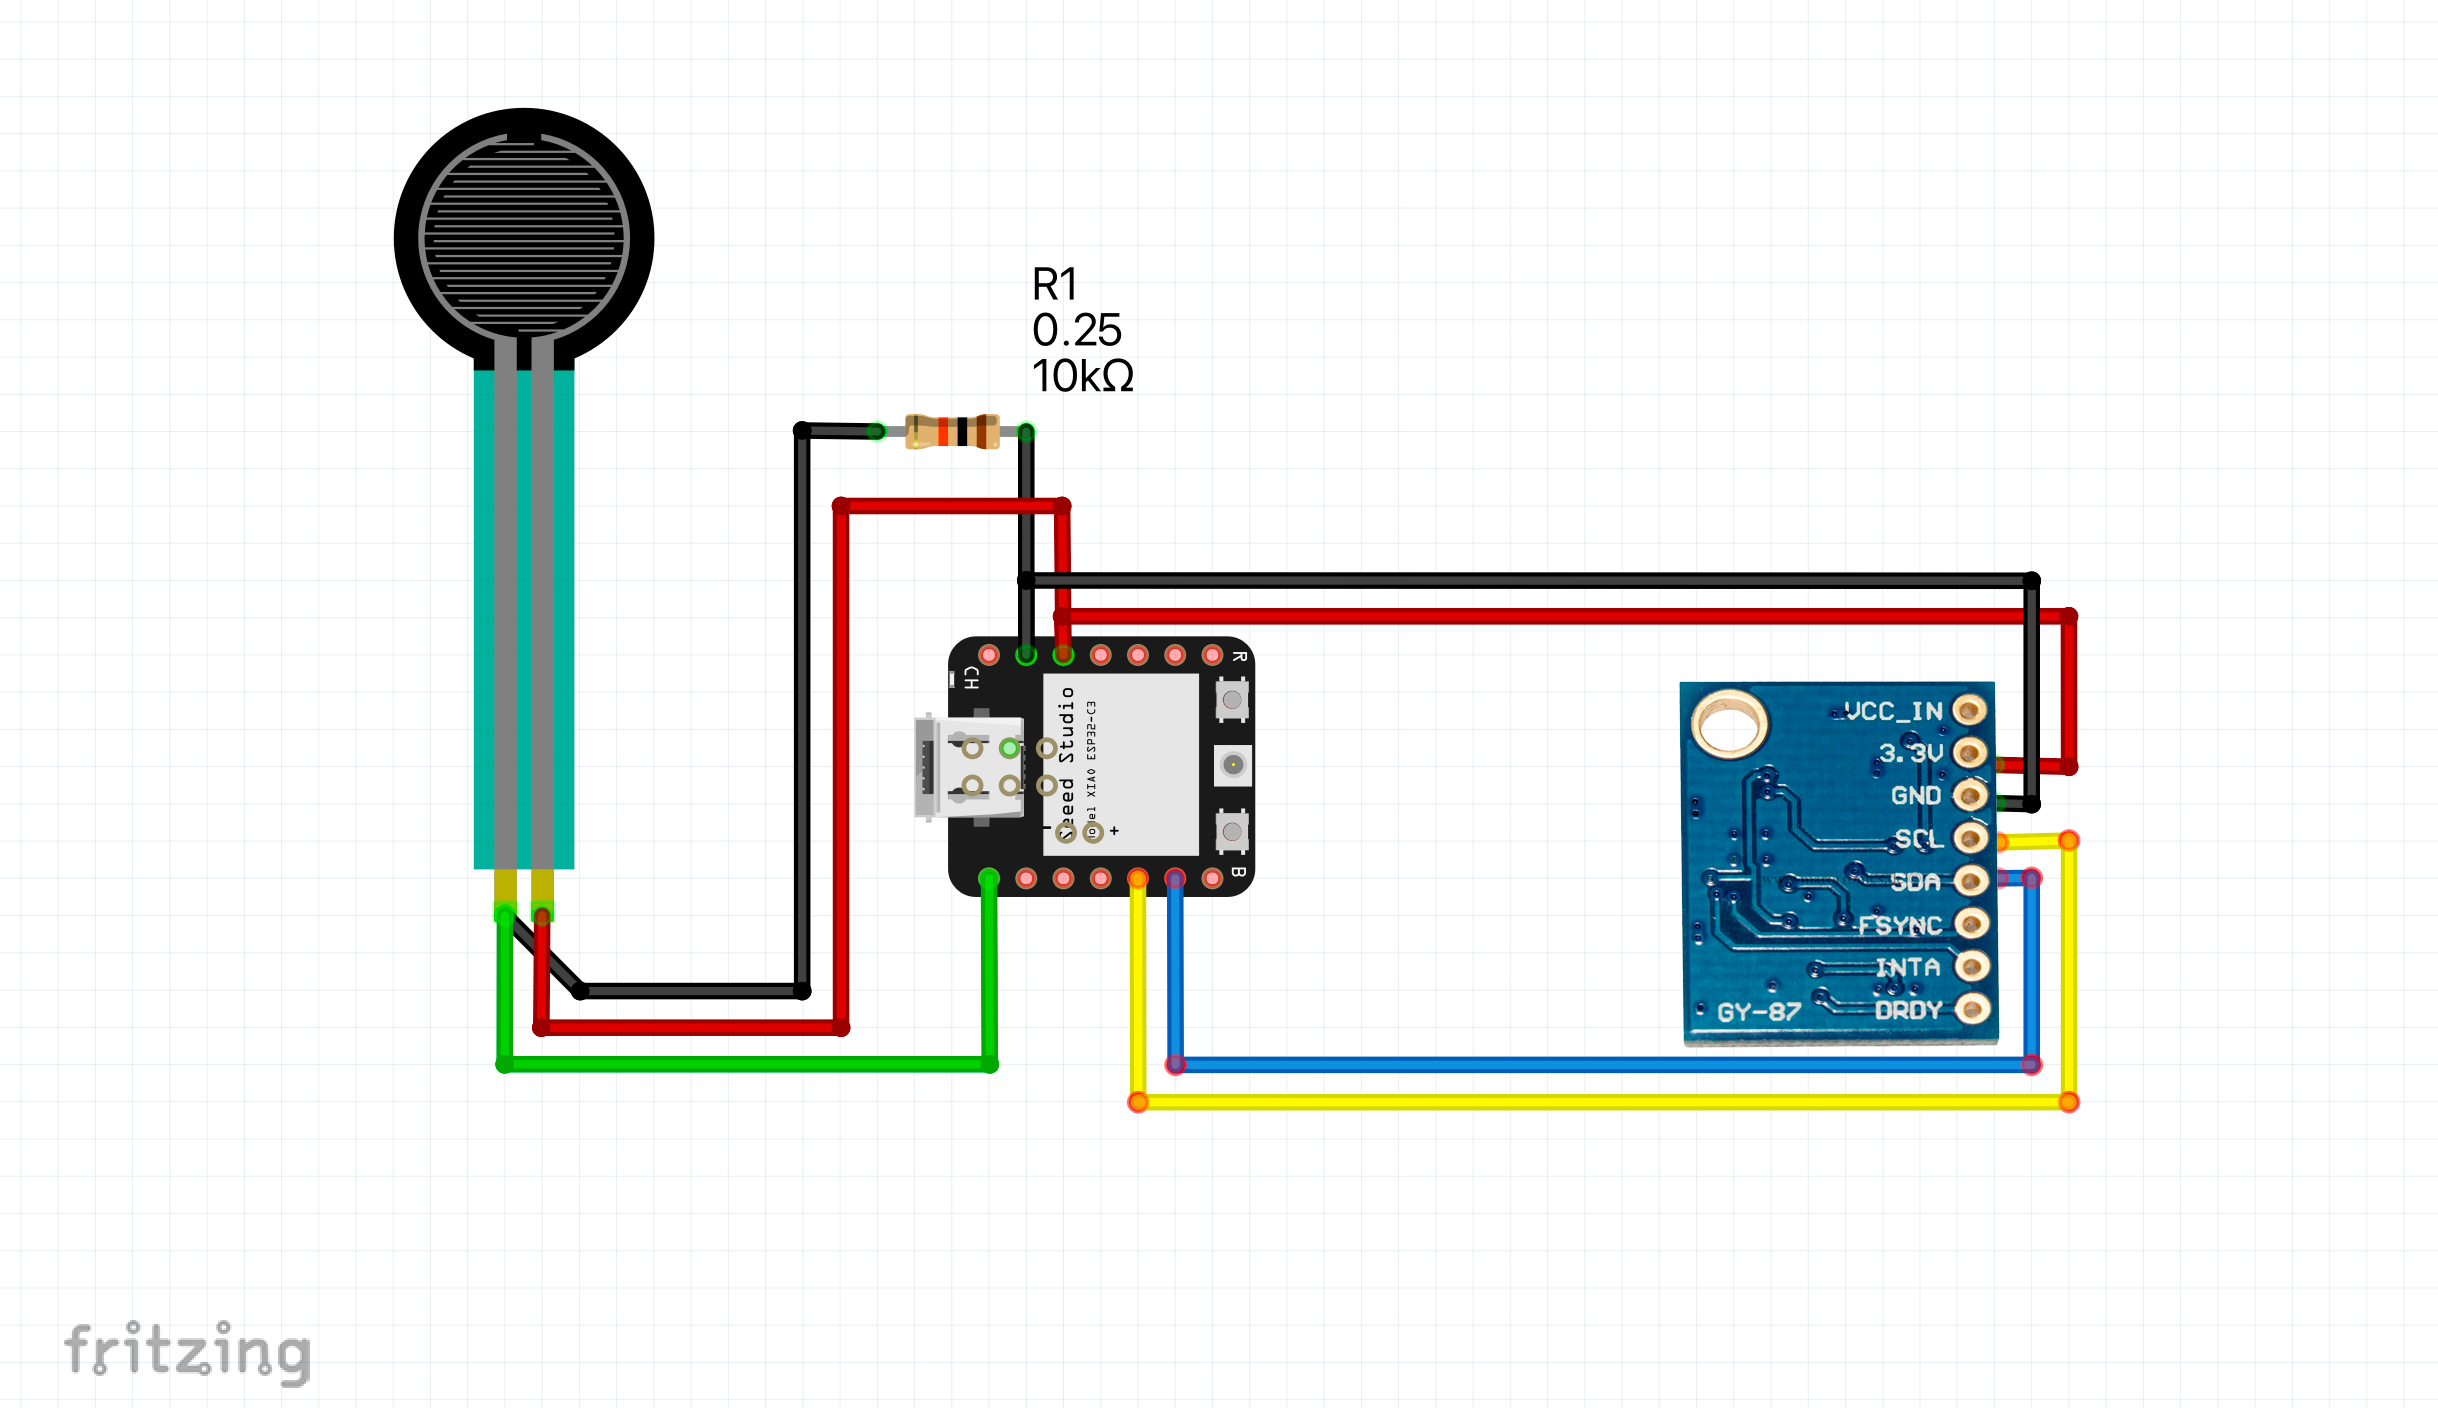 R1
0.25
10kΩ
R
CH
Seeed Studio
Model XIAO ESP32-C3
- +
B
VCC_IN
3.3V
GND
SCL
SDA
FSYNC
INTA
GY-87 DRDY
fritzing